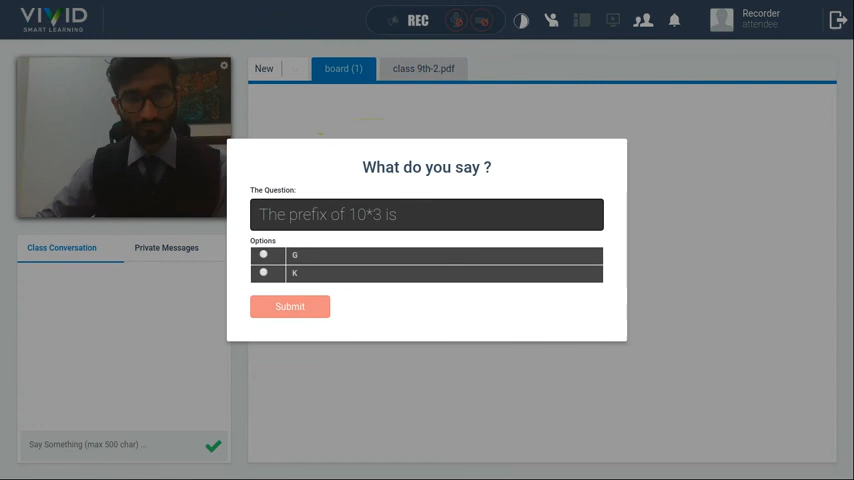 VIVID
SMART LEARNING
REC
Recorder
attendee
New
board (1)
class 9th-2.pdf
What do you say ?
The Question:
The prefix of 10*3 is
Options
G
K
Submit
Class Conversation
Private Messages
Say Something (max 500 char) ...